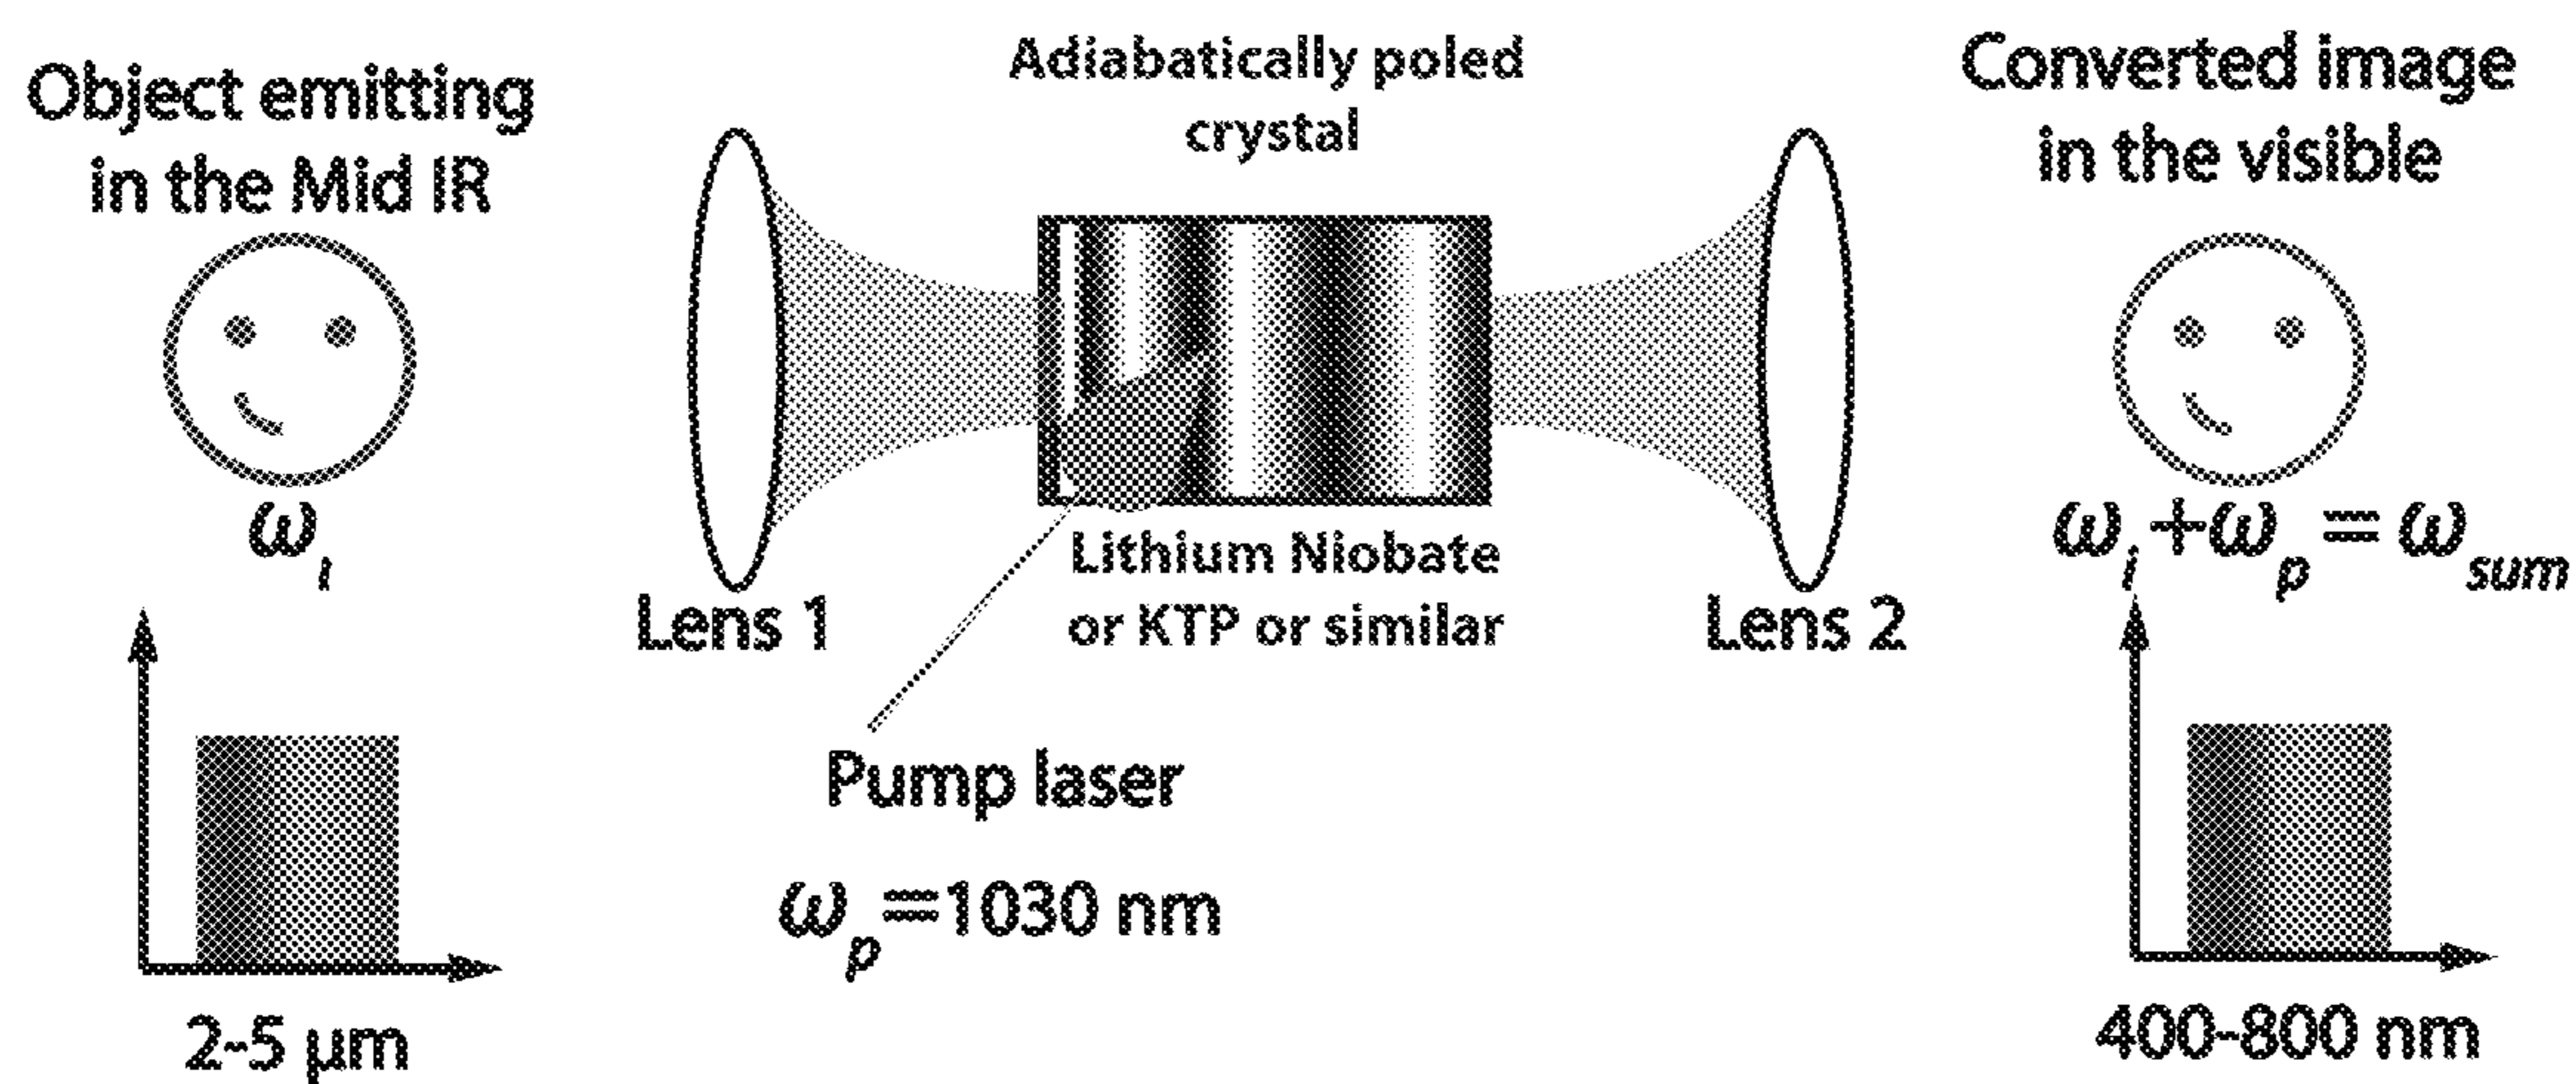 Object emitting
in the Mid IR
ω_i
2-5 μm
Adiabatically poled
crystal
Lens 1
Lithium Niobate
or KTP or similar
Pump laser
ω_p=1030 nm
Lens 2
Converted image
in the visible
ω_i+ω_p=ω_sum
400-800 nm